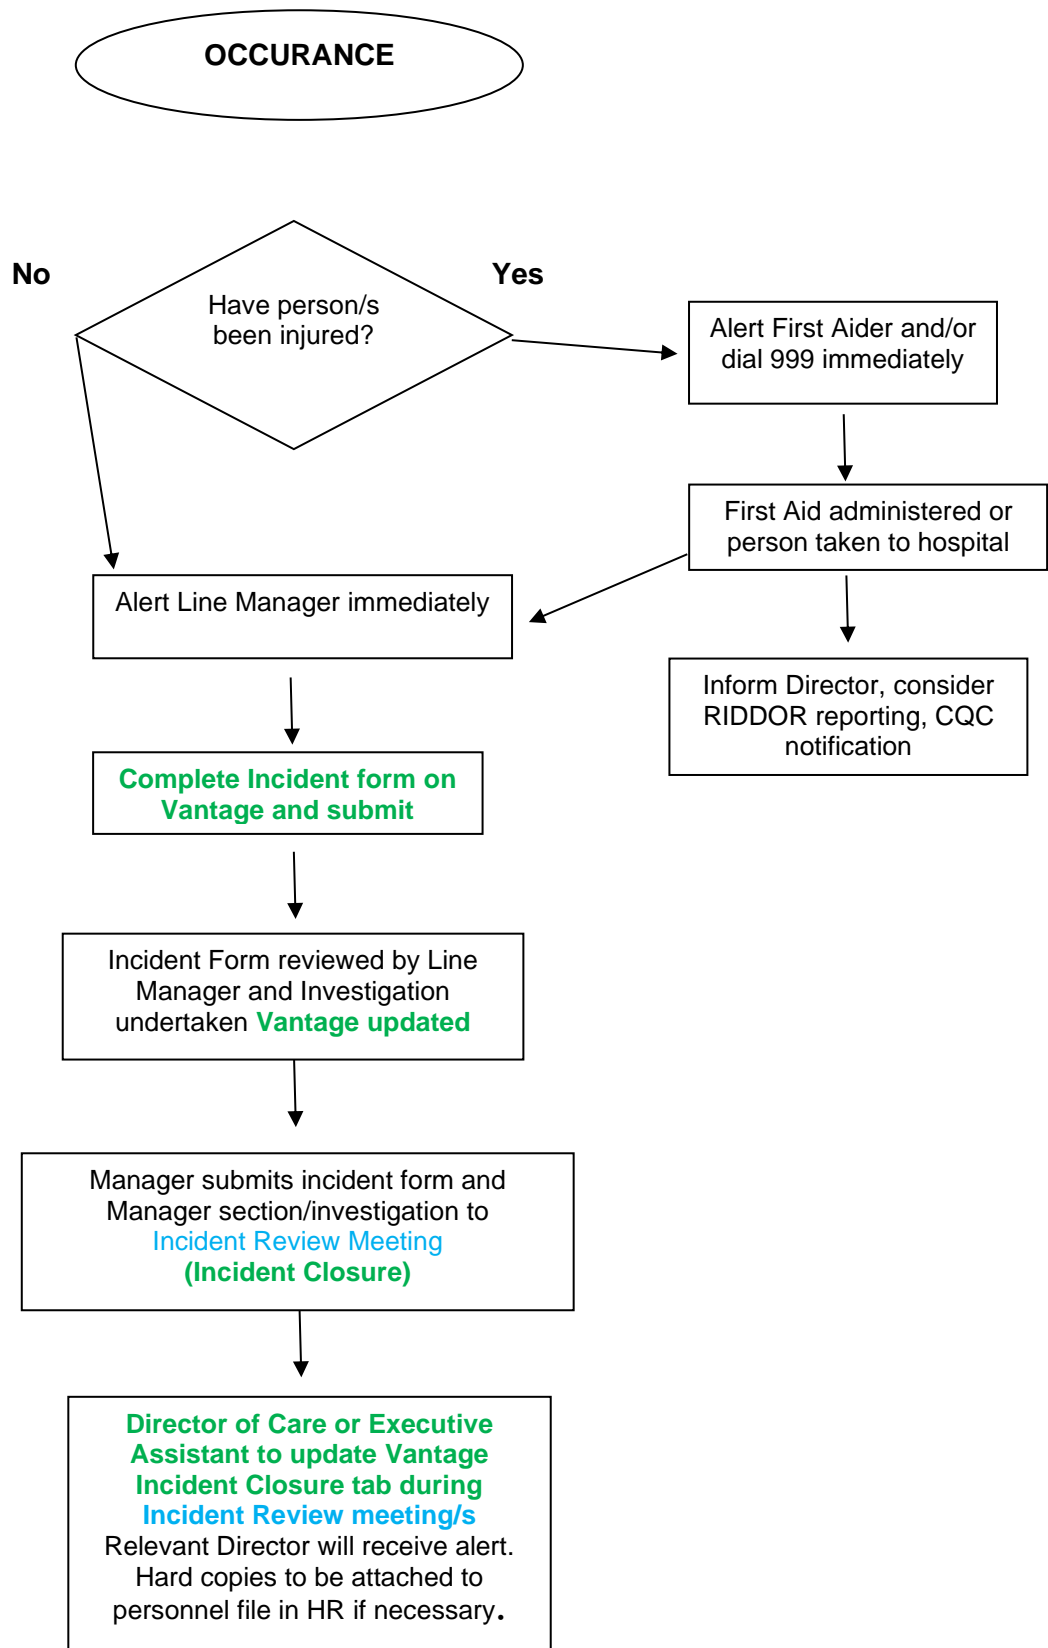 OCCURANCE
No
Yes
Have person/s
been injured?
Alert First Aider and/or
dial 999 immediately
First Aid administered or
person taken to hospital
Alert Line Manager immediately
Inform Director, consider
RIDDOR reporting, CQC
notification
Complete Incident form on
Vantage and submit
Incident Form reviewed by Line
Manager and Investigation
undertaken Vantage updated
Manager submits incident form and
Manager section/investigation to
Incident Review Meeting
(Incident Closure)
Director of Care or Executive
Assistant to update Vantage
Incident Closure tab during
Incident Review meeting/s
Relevant Director will receive alert.
Hard copies to be attached to
personnel file in HR if necessary.